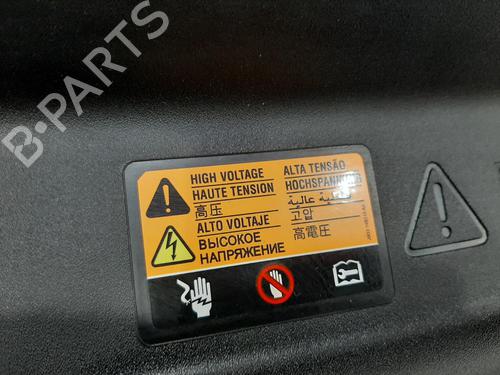 B-PARTS
HIGH VOLTAGE
HAUTE TENSION
高压
ALTO VOLTAJE
ВЫСОКОЕ
НАПРЯЖЕНИЕ
ALTA TENSÃO
HOCHSPANNUNG
عالية
고압
高電圧